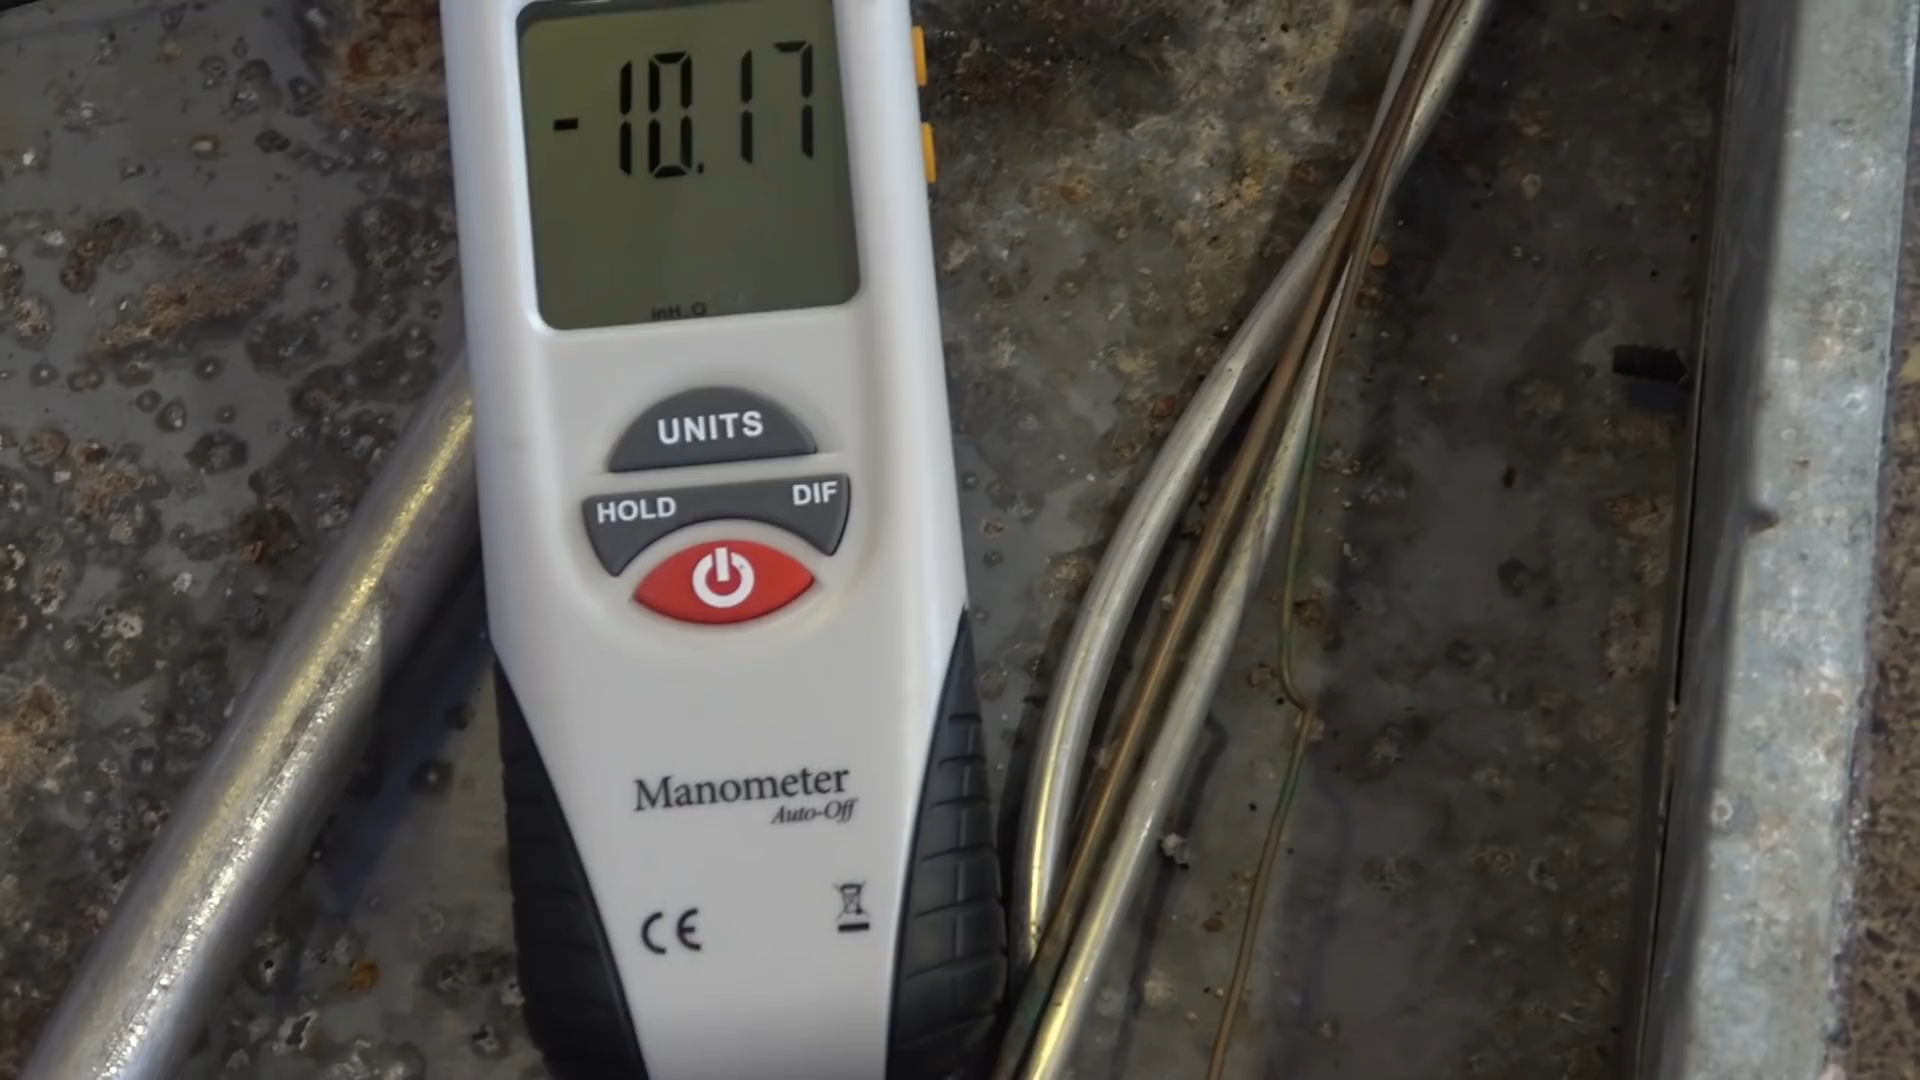 -10.17
inH₂O
UNITS
HOLD DIF
Manometer
Auto-Off
CE